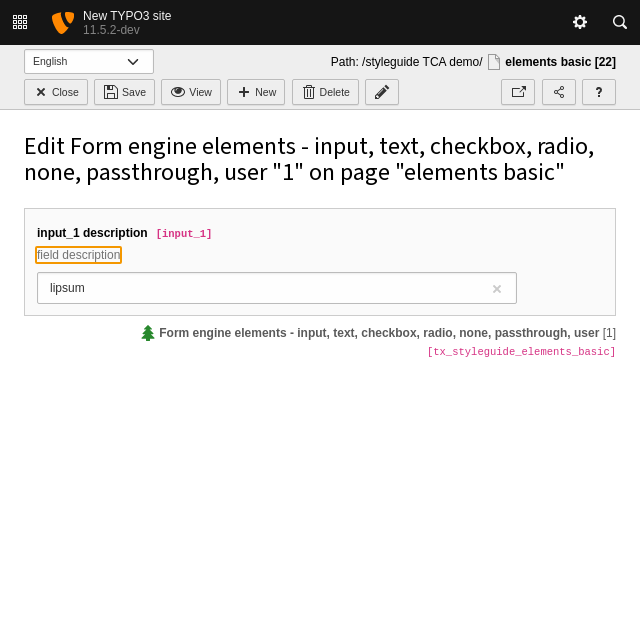 New TYPO3 site
11.5.2-dev
English
Path: /styleguide TCA demo/ elements basic [22]
Close Save View New Delete ?
Edit Form engine elements - input, text, checkbox, radio,
none, passthrough, user "1" on page "elements basic"
input_1 description [input_1]
field description
lipsum
Form engine elements - input, text, checkbox, radio, none, passthrough, user [1]
[tx_styleguide_elements_basic]